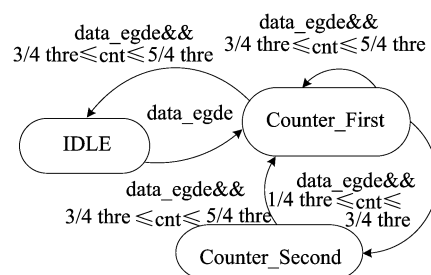 data_egde&&
3/4 thre≤cnt≤ 5/4 thre
data_egde&&
3/4 thre≤cnt≤ 5/4 thre
data_egde
Counter_First
IDLE
data_egde&&
3/4 thre ≤cnt≤ 5/4 thre
data_egde&&
1/4 thre≤cnt≤
3/4 thre
Counter_Second